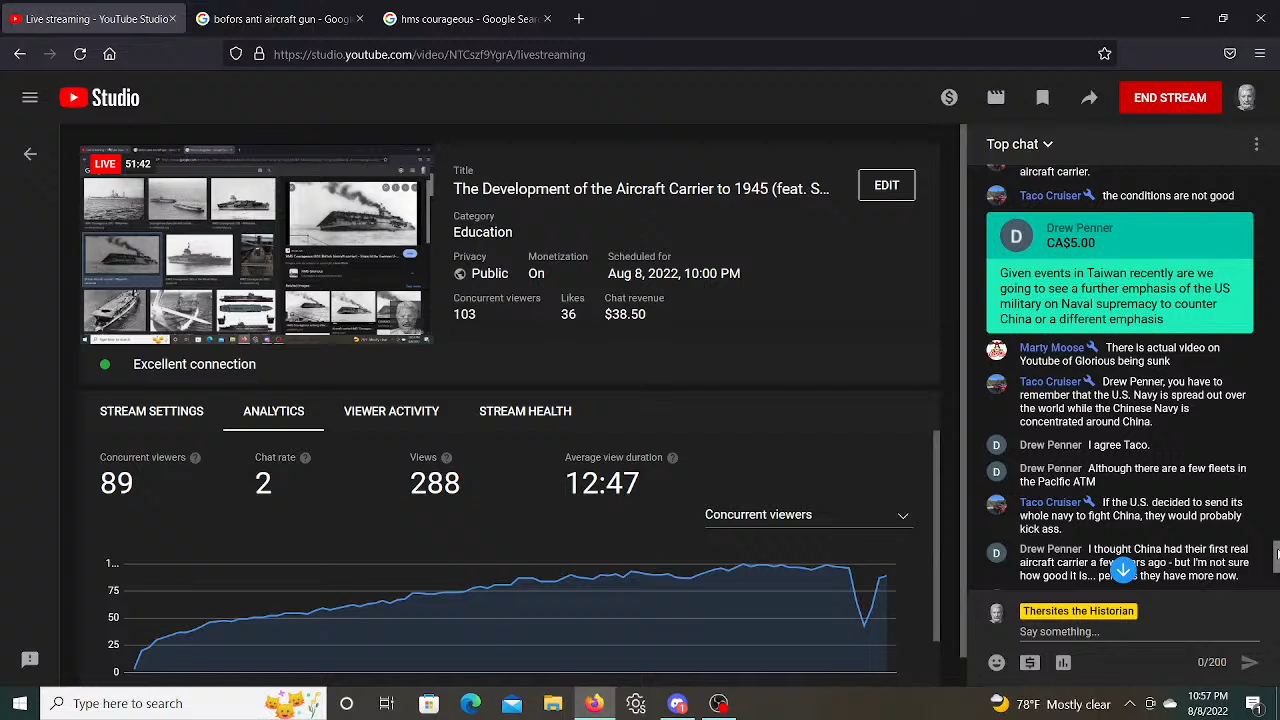 Live streaming - YouTube Studio
bofors anti aircraft gun - Google
hms courageous - Google Sear
https://studio.youtube.com/video/NTCszf9YgrA/livestreaming
Studio
END STREAM
LIVE 51:42
Title
The Development of the Aircraft Carrier to 1945 (feat. S...
EDIT
Category
Education
Privacy
Monetization
Scheduled for
Public
On
Aug 8, 2022, 10:00 PM
Concurrent viewers
Likes
Chat revenue
103
36
$38.50
Excellent connection
STREAM SETTINGS
ANALYTICS
VIEWER ACTIVITY
STREAM HEALTH
Concurrent viewers
Chat rate
Views
Average view duration
89
2
288
12:47
Concurrent viewers
1...
75
50
25
0
Top chat
aircraft carrier.
Taco Cruiser the conditions are not good
D
Drew Penner
CA$5.00
Given events in Taiwan recently are we
going to see a further emphasis of the US
military on Naval supremacy to counter
China or a different emphasis
Marty Moose There is actual video on
Youtube of Glorious being sunk
Taco Cruiser Drew Penner, you have to
remember that the U.S. Navy is spread out over
the world while the Chinese Navy is
concentrated around China.
D Drew Penner I agree Taco.
D Drew Penner Although there are a few fleets in
the Pacific ATM
Taco Cruiser If the U.S. decided to send its
whole navy to fight ChIna, they would probably
kick ass.
D Drew Penner I thought China had their first real
aircraft carrier a few years ago - but I'm not sure
how good it Is... they have more now.
Thersites the Historian
Say something...
0/200
Type here to search
78°F Mostly clear
10:57 PM
8/8/2022